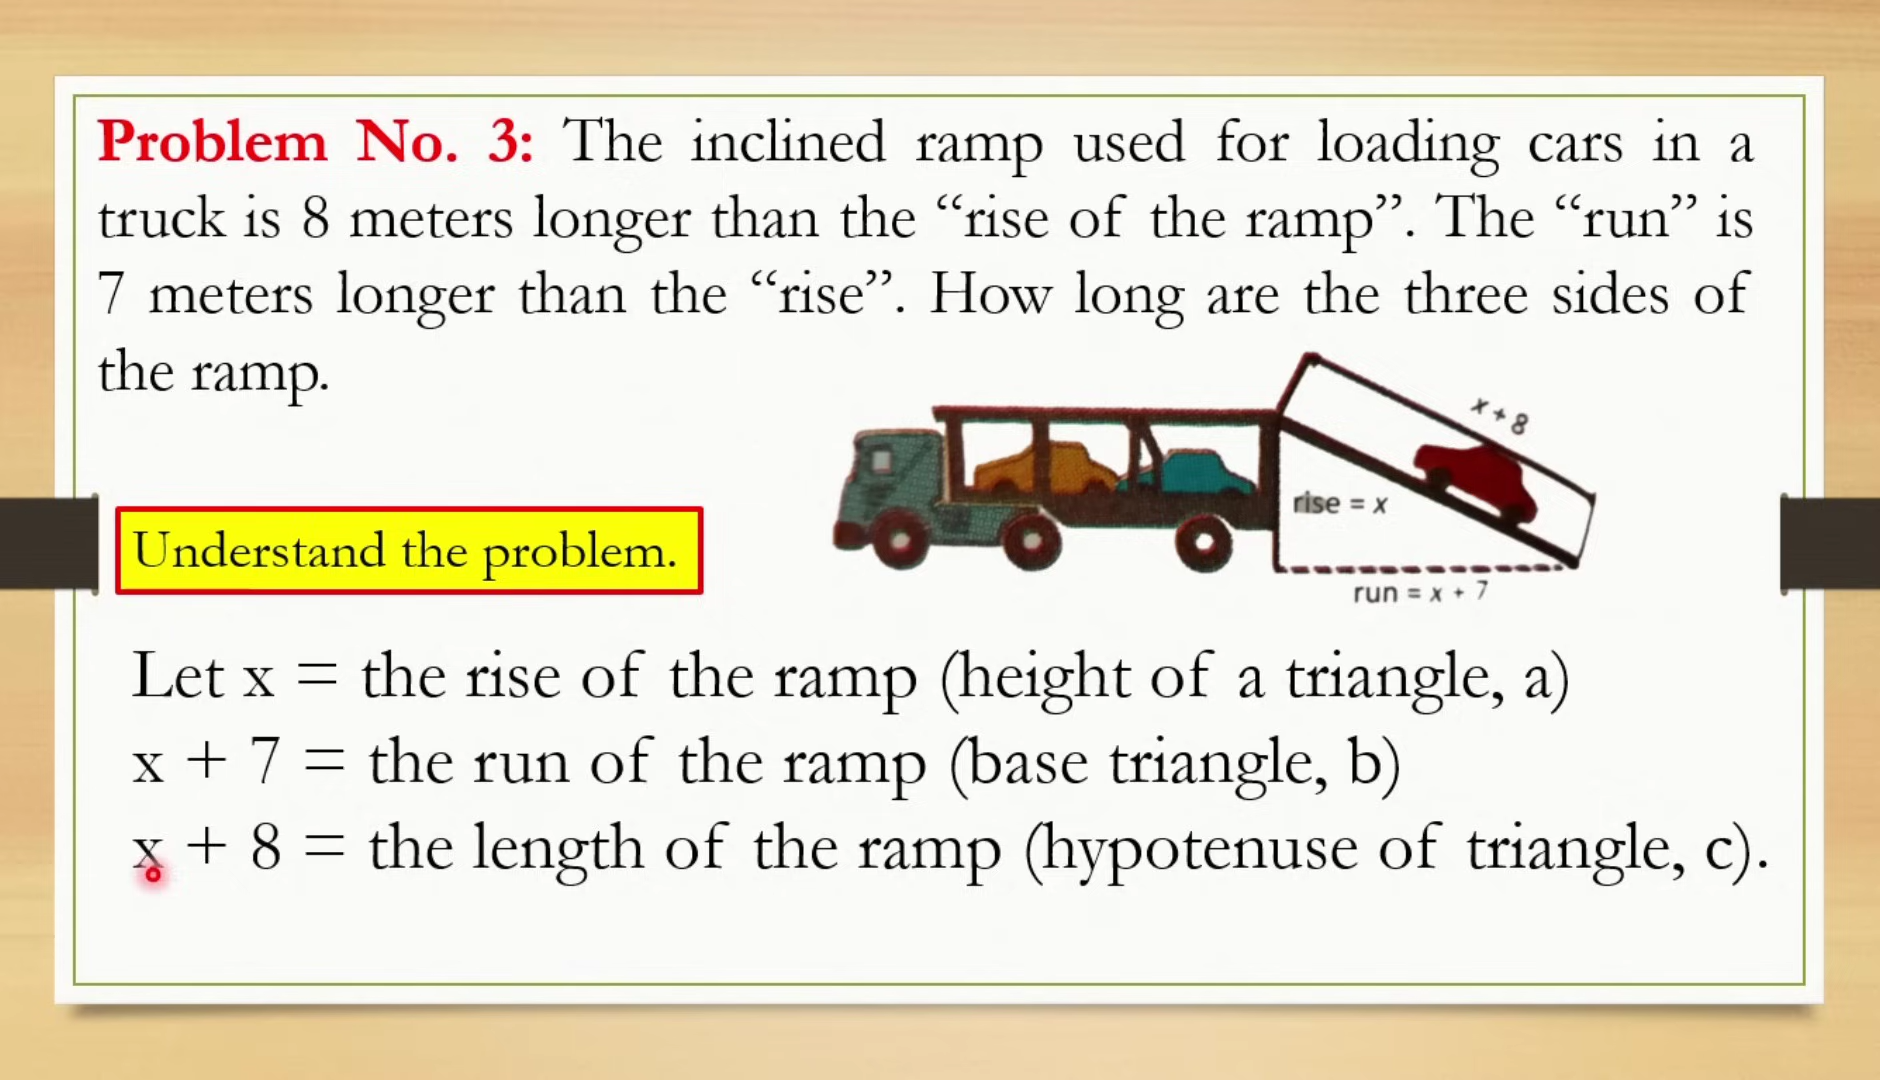 Problem No. 3: The inclined ramp used for loading cars in a
truck is 8 meters longer than the “rise of the ramp”. The “run” is
7 meters longer than the “rise”. How long are the three sides of
the ramp.
x + 8
rise = x
run = x + 7
Understand the problem.
Let x = the rise of the ramp (height of a triangle, a)
x + 7 = the run of the ramp (base triangle, b)
x + 8 = the length of the ramp (hypotenuse of triangle, c).